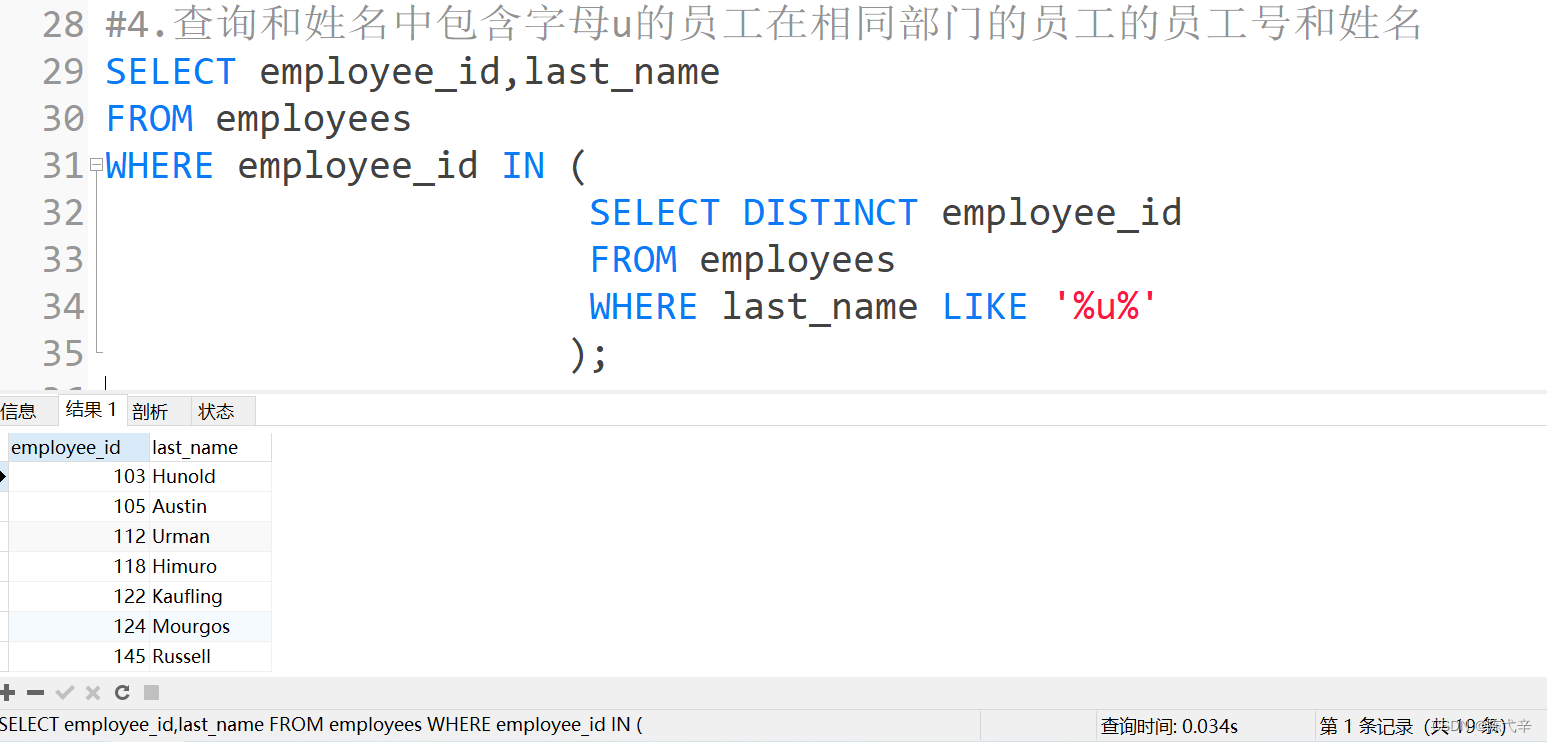 28 #4.查询和姓名中包含字母u的员工在相同部门的员工的员工号和姓名
29 SELECT employee_id,last_name
30 FROM employees
31 WHERE employee_id IN (
32 SELECT DISTINCT employee_id
33 FROM employees
34 WHERE last_name LIKE '%u%'
35 );
信息 结果 1 剖析 状态
employee_id last_name
103 Hunold
105 Austin
112 Urman
118 Himuro
122 Kaufling
124 Mourgos
145 Russell
SELECT employee_id,last_name FROM employees WHERE employee_id IN ( 查询时间: 0.034s 第 1 条记录 (共 19 条)